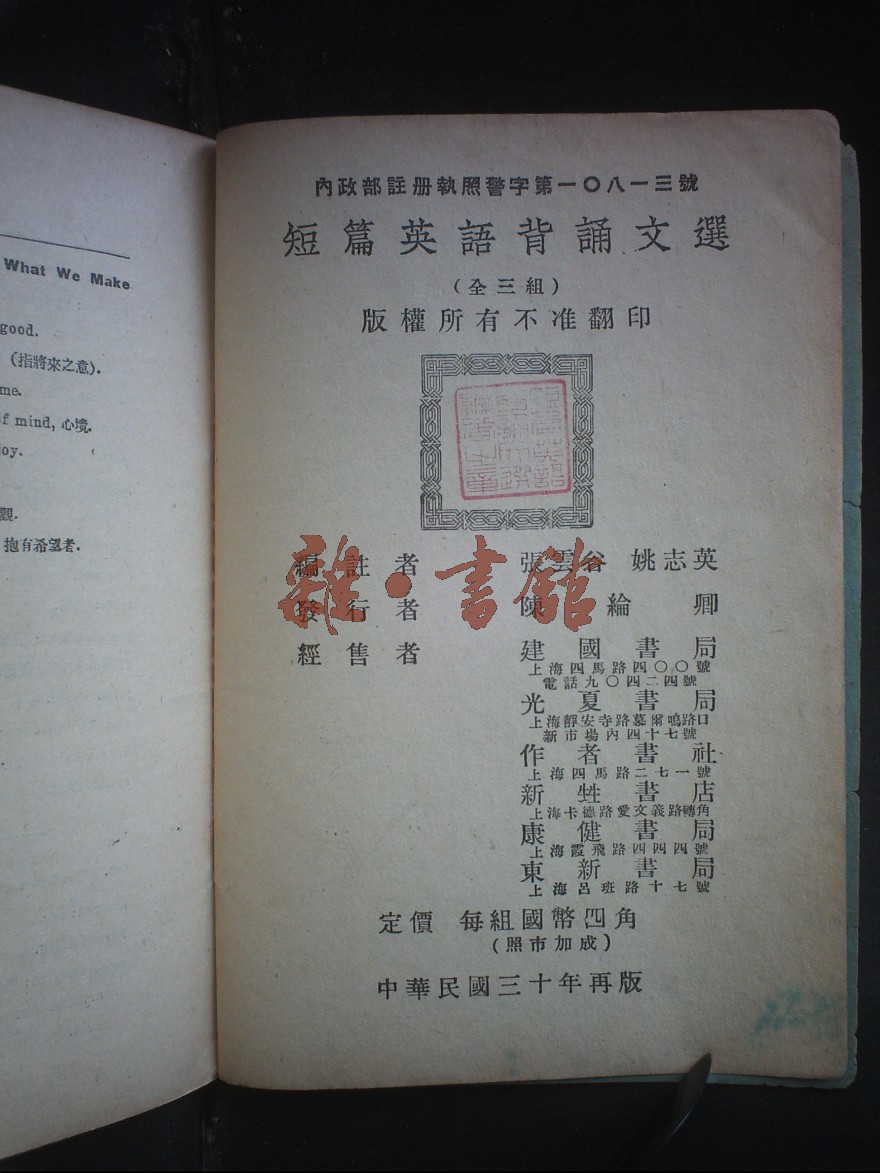 What We Make
good.
(指將來之意).
me.
f mind, 心境.
oy.
觀.
抱有希望者.
內政部註册執照警字第一〇八一三號
短篇英語背誦文選
(全三組)
版權所有不准翻印
編註者 張雲谷 姚志英
發行者 陳綸卿
經售者 建國書局
上海四馬路四〇〇號
電話九〇四二四號
光夏書局
上海靜安寺路慕爾鳴路口
新市場內四十七號
作者書社
上海四馬路二七一號
新甡書店
上海卡德路愛文義路轉角
康健書局
上海霞飛路四四四號
東新書局
上海呂班路十七號
定價 每組國幣四角
(照市加成)
中華民國三十年再版
雜·書館